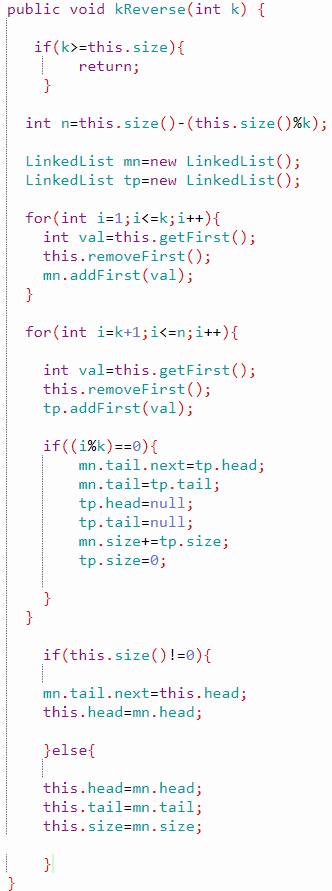 public void kReverse(int k) {
if(k>=this.size){
return;
}
int n=this.size()-(this.size()%k);
LinkedList mn=new LinkedList();
LinkedList tp=new LinkedList();
for(int i=1;i<=k;i++){
int val=this.getFirst();
this.removeFirst();
mn.addFirst(val);
}
for(int i=k+1;i<=n;i++){
int val=this.getFirst();
this.removeFirst();
tp.addFirst(val);
if((i%k)==0){
mn.tail.next=tp.head;
mn.tail=tp.tail;
tp.head=null;
tp.tail=null;
mn.size+=tp.size;
tp.size=0;
}
}
if(this.size()!=0){
mn.tail.next=this.head;
this.head=mn.head;
}else{
this.head=mn.head;
this.tail=mn.tail;
this.size=mn.size;
}
}